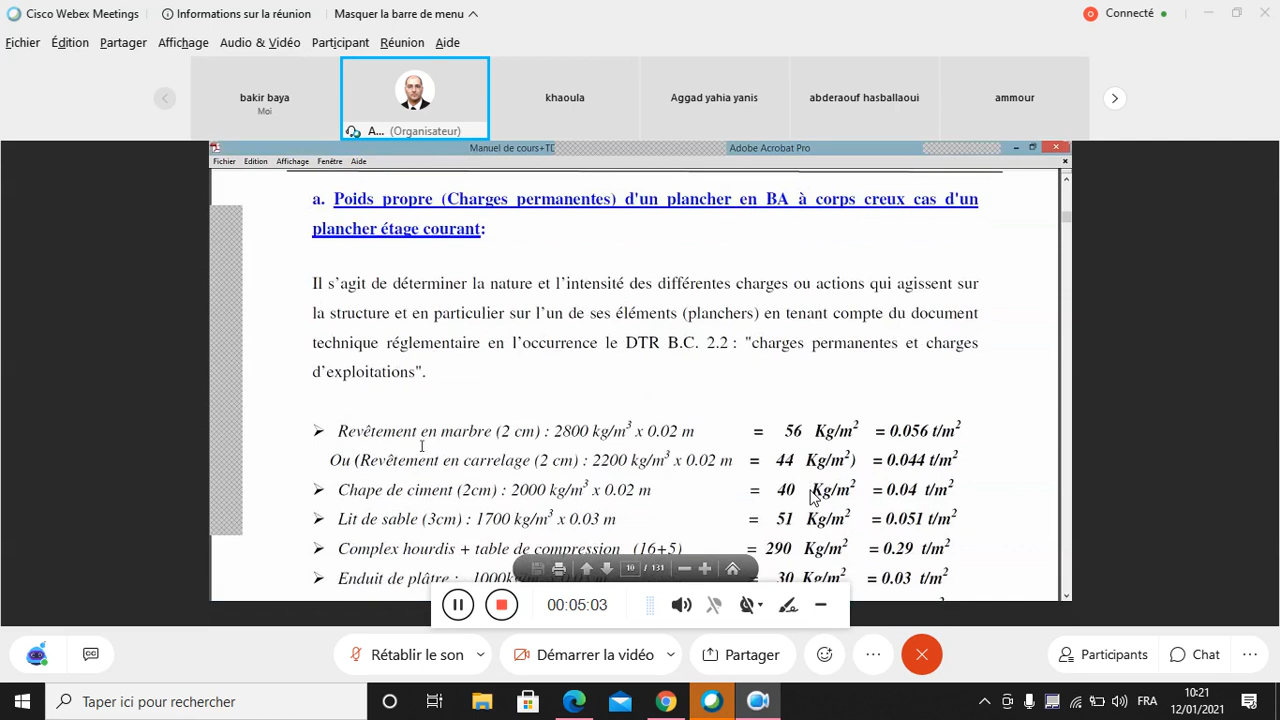 Cisco Webex Meetings
Informations sur la réunion
Masquer la barre de menu
Connecté
Fichier Édition Partager Affichage Audio & Vidéo Participant Réunion Aide
bakir baya
Moi
A... (Organisateur)
khaoula
Aggad yahia yanis
abderaouf hasballaoui
ammour
Manuel de cours+TD
Adobe Acrobat Pro
Fichier Edition Affichage Fenêtre Aide
a. Poids propre (Charges permanentes) d'un plancher en BA à corps creux cas d'un
plancher étage courant:
Il s'agit de déterminer la nature et l'intensité des différentes charges ou actions qui agissent sur
la structure et en particulier sur l'un de ses éléments (planchers) en tenant compte du document
technique réglementaire en l'occurrence le DTR B.C. 2.2 : "charges permanentes et charges
d'exploitations".
➢ Revêtement en marbre (2 cm) : 2800 kg/m³ x 0.02 m = 56 Kg/m² = 0.056 t/m²
Ou (Revêtement en carrelage (2 cm) : 2200 kg/m³ x 0.02 m = 44 Kg/m²) = 0.044 t/m²
➢ Chape de ciment (2cm) : 2000 kg/m³ x 0.02 m = 40 Kg/m² = 0.04 t/m²
➢ Lit de sable (3cm) : 1700 kg/m³ x 0.03 m = 51 Kg/m² = 0.051 t/m²
➢ Complex hourdis + table de compression (16+5) = 290 Kg/m² = 0.29 t/m²
➢ Enduit de plâtre : = 30 Kg/m² = 0.03 t/m²
10 / 131
00:05:03
Rétablir le son
Démarrer la vidéo
Partager
Participants
Chat
Taper ici pour rechercher
FRA
10:21
12/01/2021